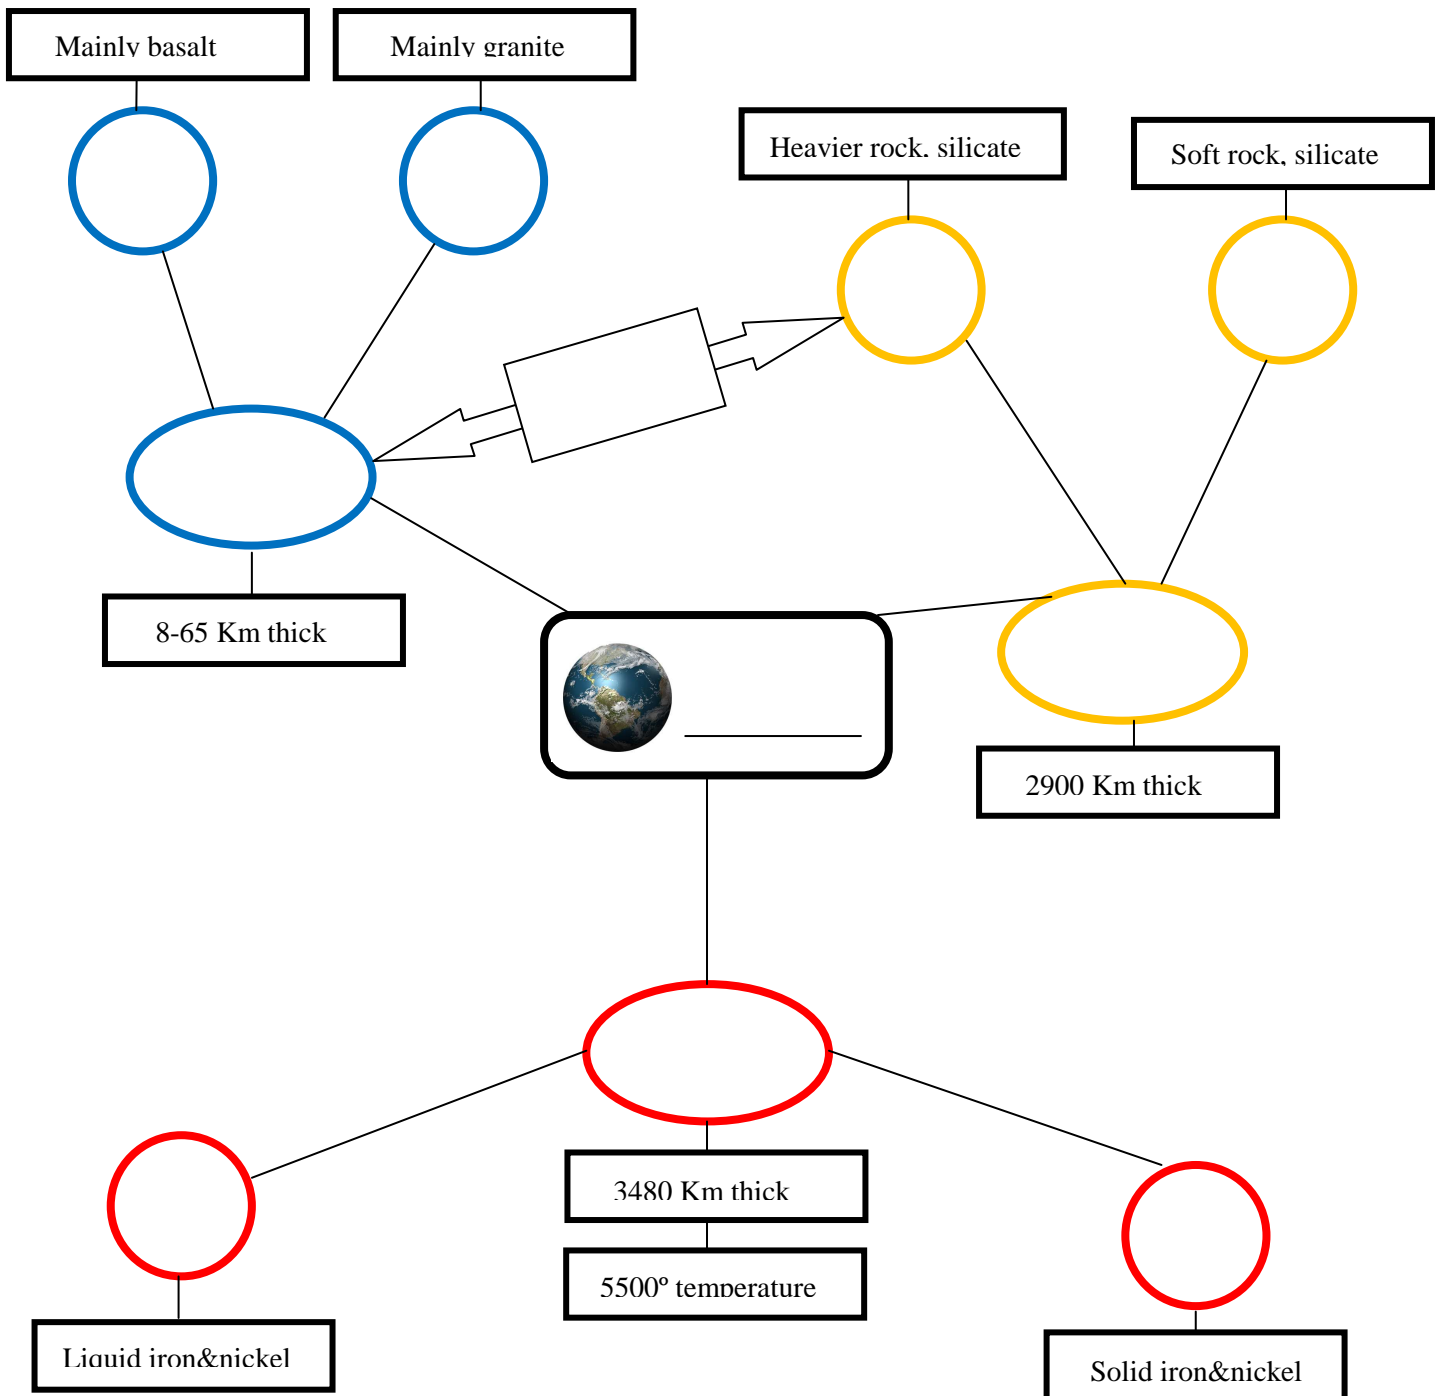 Mainly basalt
Mainly granite
Heavier rock, silicate
Soft rock, silicate
8-65 Km thick
2900 Km thick
3480 Km thick
5500º temperature
Liquid iron&nickel
Solid iron&nickel